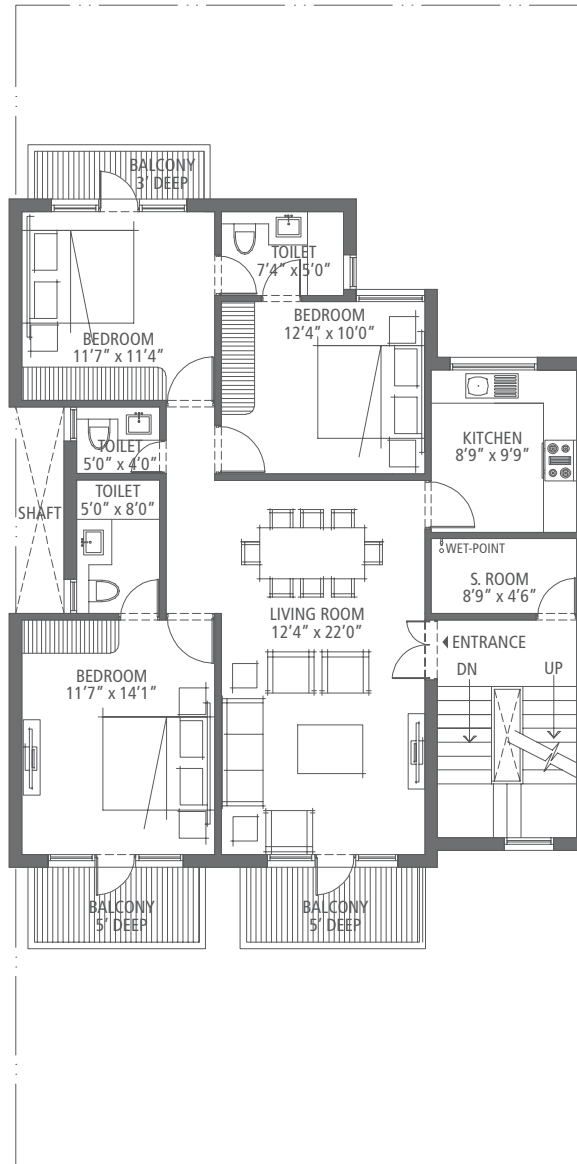 BALCONY
3' DEEP
TOILET
7'4" x 5'0"
BEDROOM
12'4" x 10'0"
BEDROOM
11'7" x 11'4"
KITCHEN
8'9" x 9'9"
TOILET
5'0" x 4'0"
TOILET
5'0" x 8'0"
SHAFT
WET-POINT
S. ROOM
8'9" x 4'6"
LIVING ROOM
12'4" x 22'0"
ENTRANCE
DN UP
BEDROOM
11'7" x 14'1"
BALCONY
5' DEEP
BALCONY
5' DEEP